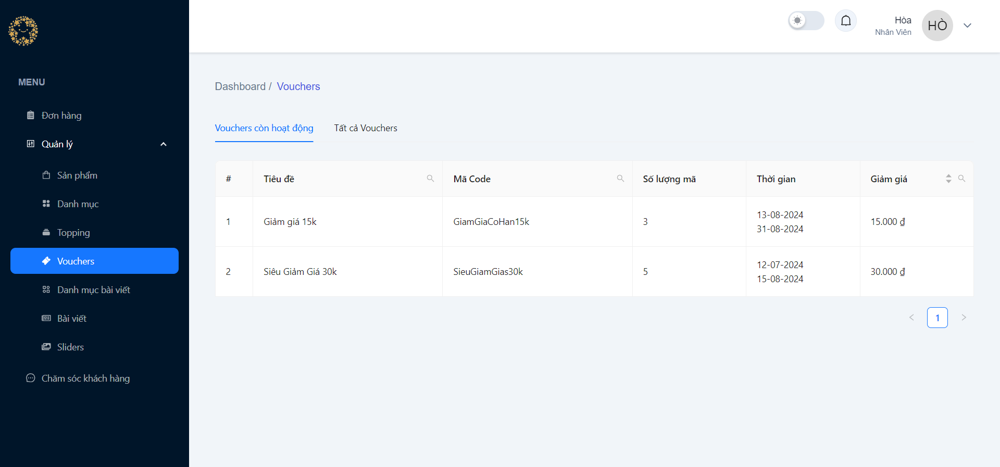 Hòa
Nhân Viên
HÒ
MENU
Đơn hàng
Quản lý
Sản phẩm
Danh mục
Topping
Vouchers
Danh mục bài viết
Bài viết
Sliders
Chăm sóc khách hàng
Dashboard / Vouchers
Vouchers còn hoạt động Tất cả Vouchers
# Tiêu đề Mã Code Số lượng mã Thời gian Giảm giá
1 Giảm giá 15k GiamGiaCoHan15k 3 13-08-2024 15.000 ₫
31-08-2024
2 Siêu Giảm Giá 30k SieuGiamGias30k 5 12-07-2024 30.000 ₫
15-08-2024
1